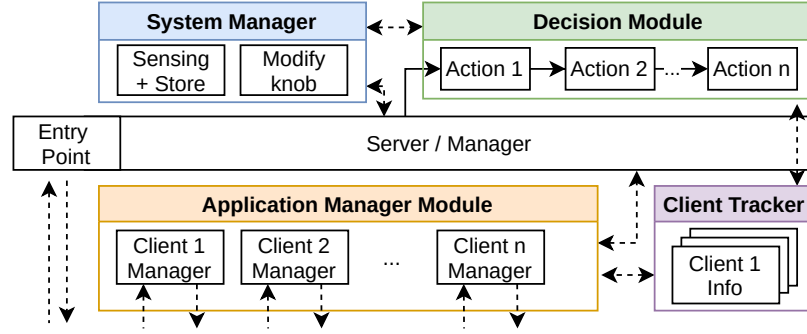 System Manager
Decision Module
Sensing
+ Store
Modify
knob
Action 1
Action 2
...
Action n
Entry
Point
Server / Manager
Application Manager Module
Client Tracker
Client 1
Manager
Client 2
Manager
...
Client n
Manager
Client 1
Info